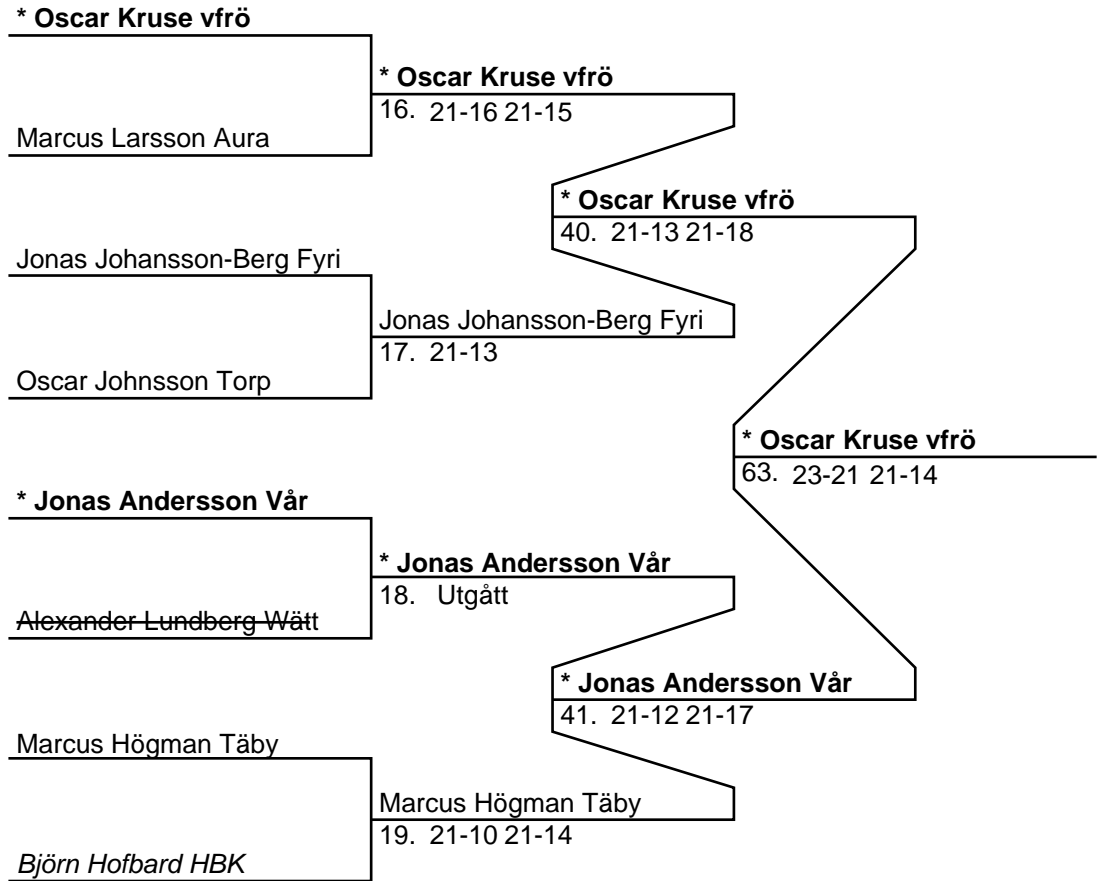 * Oscar Kruse vfrö
* Oscar Kruse vfrö
16. 21-16 21-15
Marcus Larsson Aura
* Oscar Kruse vfrö
40. 21-13 21-18
Jonas Johansson-Berg Fyri
Jonas Johansson-Berg Fyri
17. 21-13
Oscar Johnsson Torp
* Oscar Kruse vfrö
63. 23-21 21-14
* Jonas Andersson Vår
* Jonas Andersson Vår
18. Utgått
Alexander Lundberg Wätt
* Jonas Andersson Vår
41. 21-12 21-17
Marcus Högman Täby
Marcus Högman Täby
19. 21-10 21-14
Björn Hofbard HBK